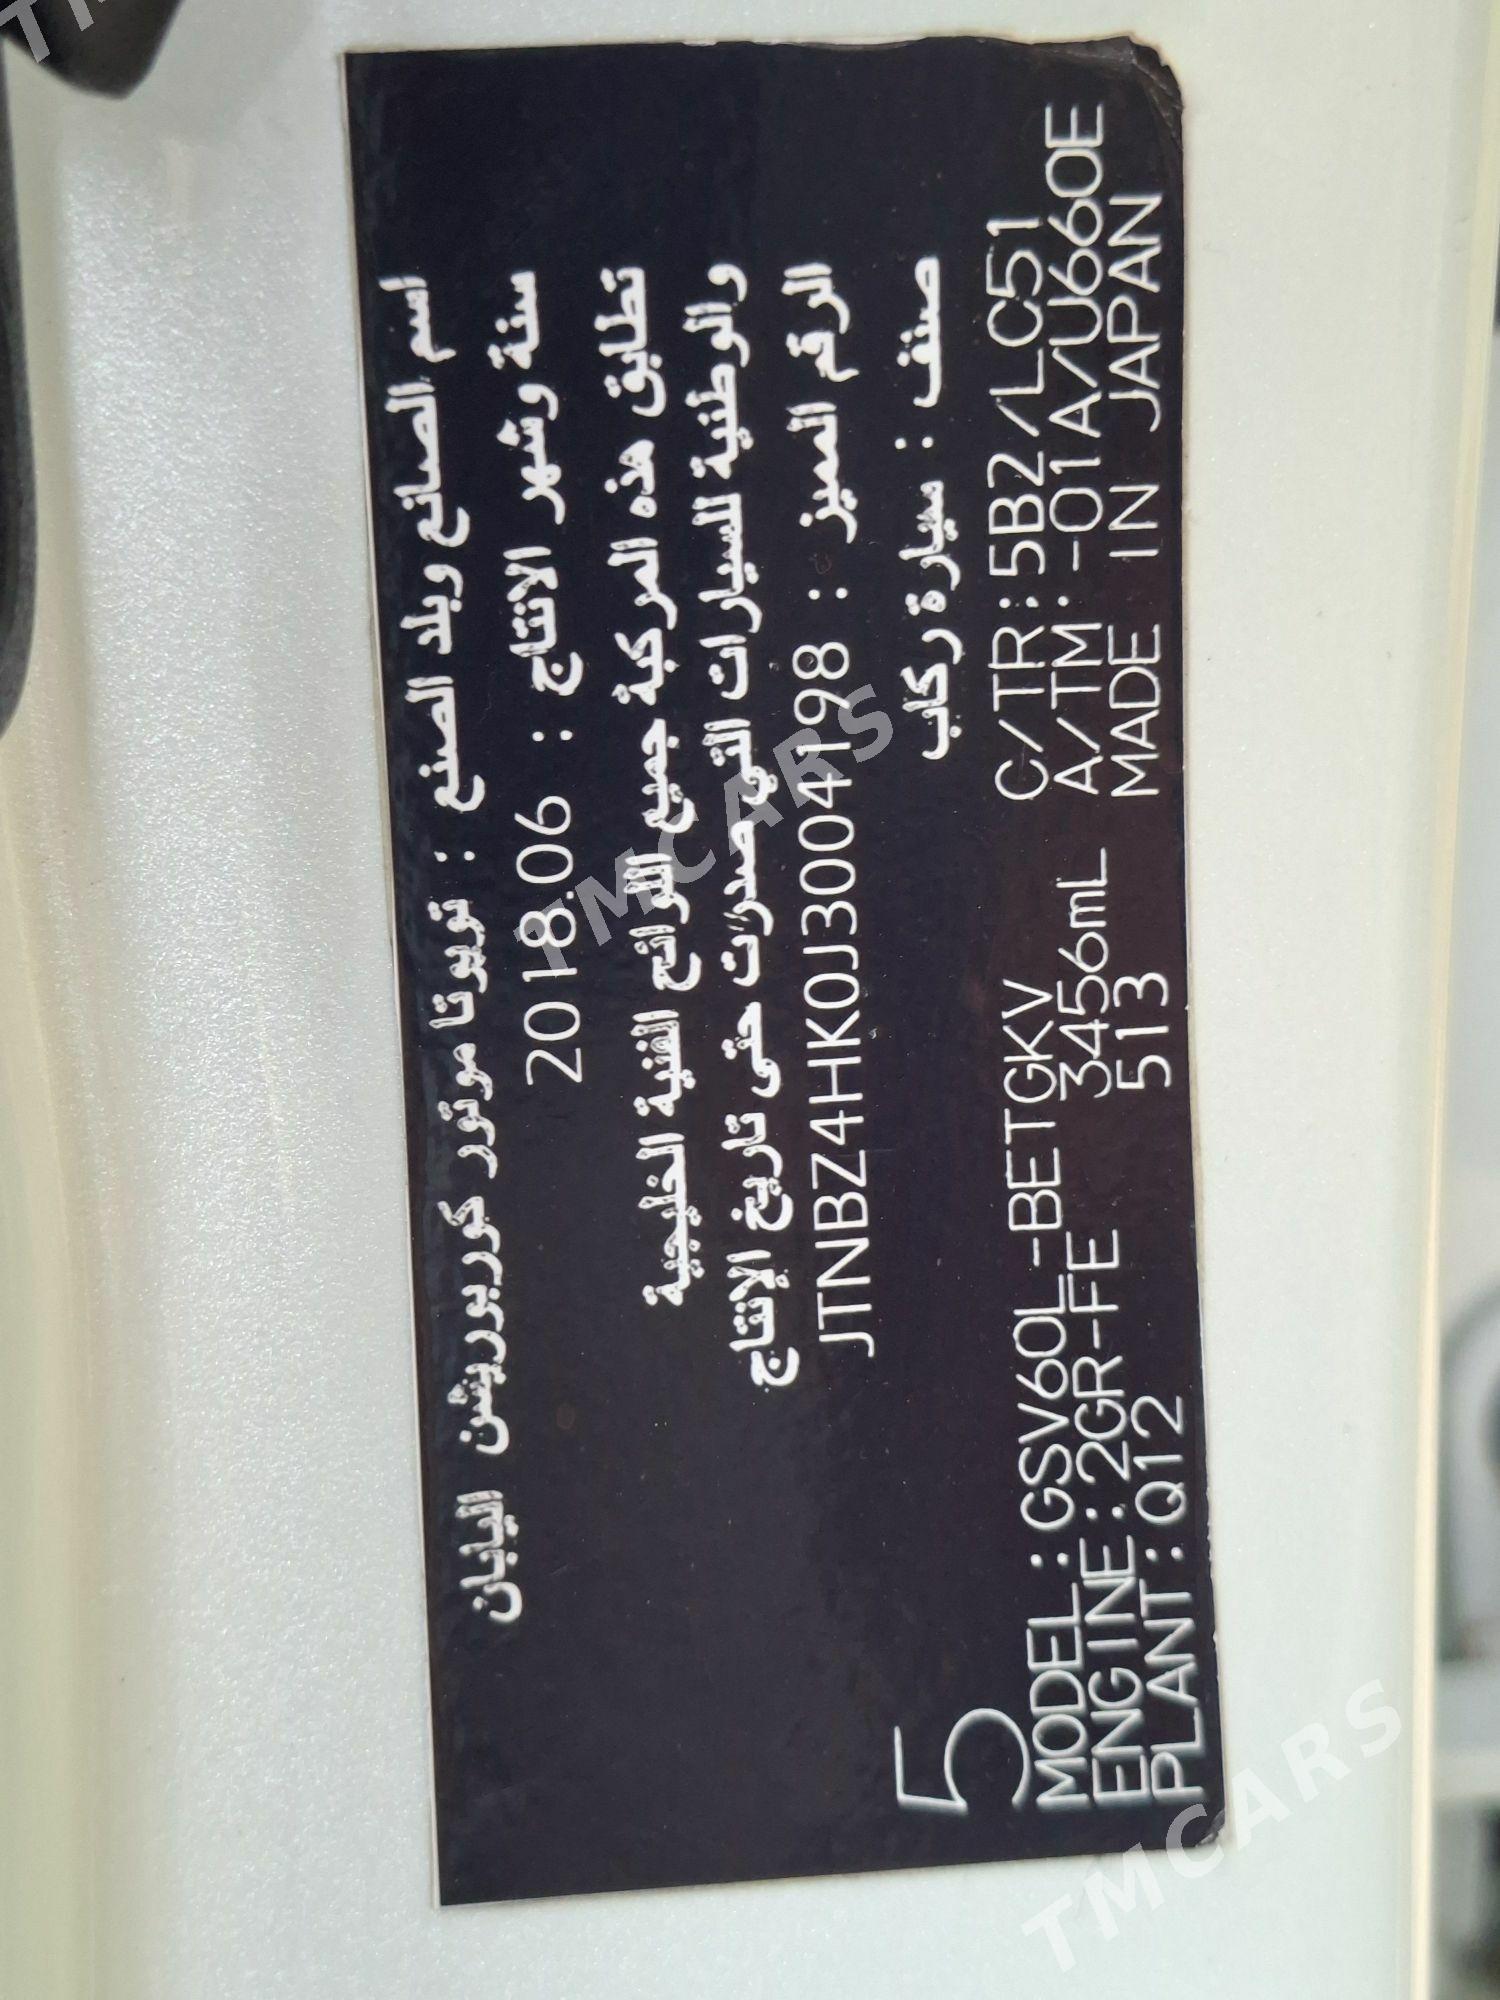 اسم الصانع وبلد الصنع : تويوتا موتور كوربوريشن اليابان
سنة وشهر الانتاج : 2018.06
تطابق هذه المركبة جميع اللوائح الفنية الخليجية
و الوطنية للسيارات التي صدرت حتى تاريخ الإنتاج
الرقم المميز : JTNBZ4HK0J3004198
صنف : سيارة ركاب
5
MODEL :GSV60L-BETGKV C/TR:5B2/LC51
ENGINE:2GR-FE 3456mL A/TM:-01A/U660E
PLANT:Q12 513 MADE IN JAPAN
TMCARS
TMCARS